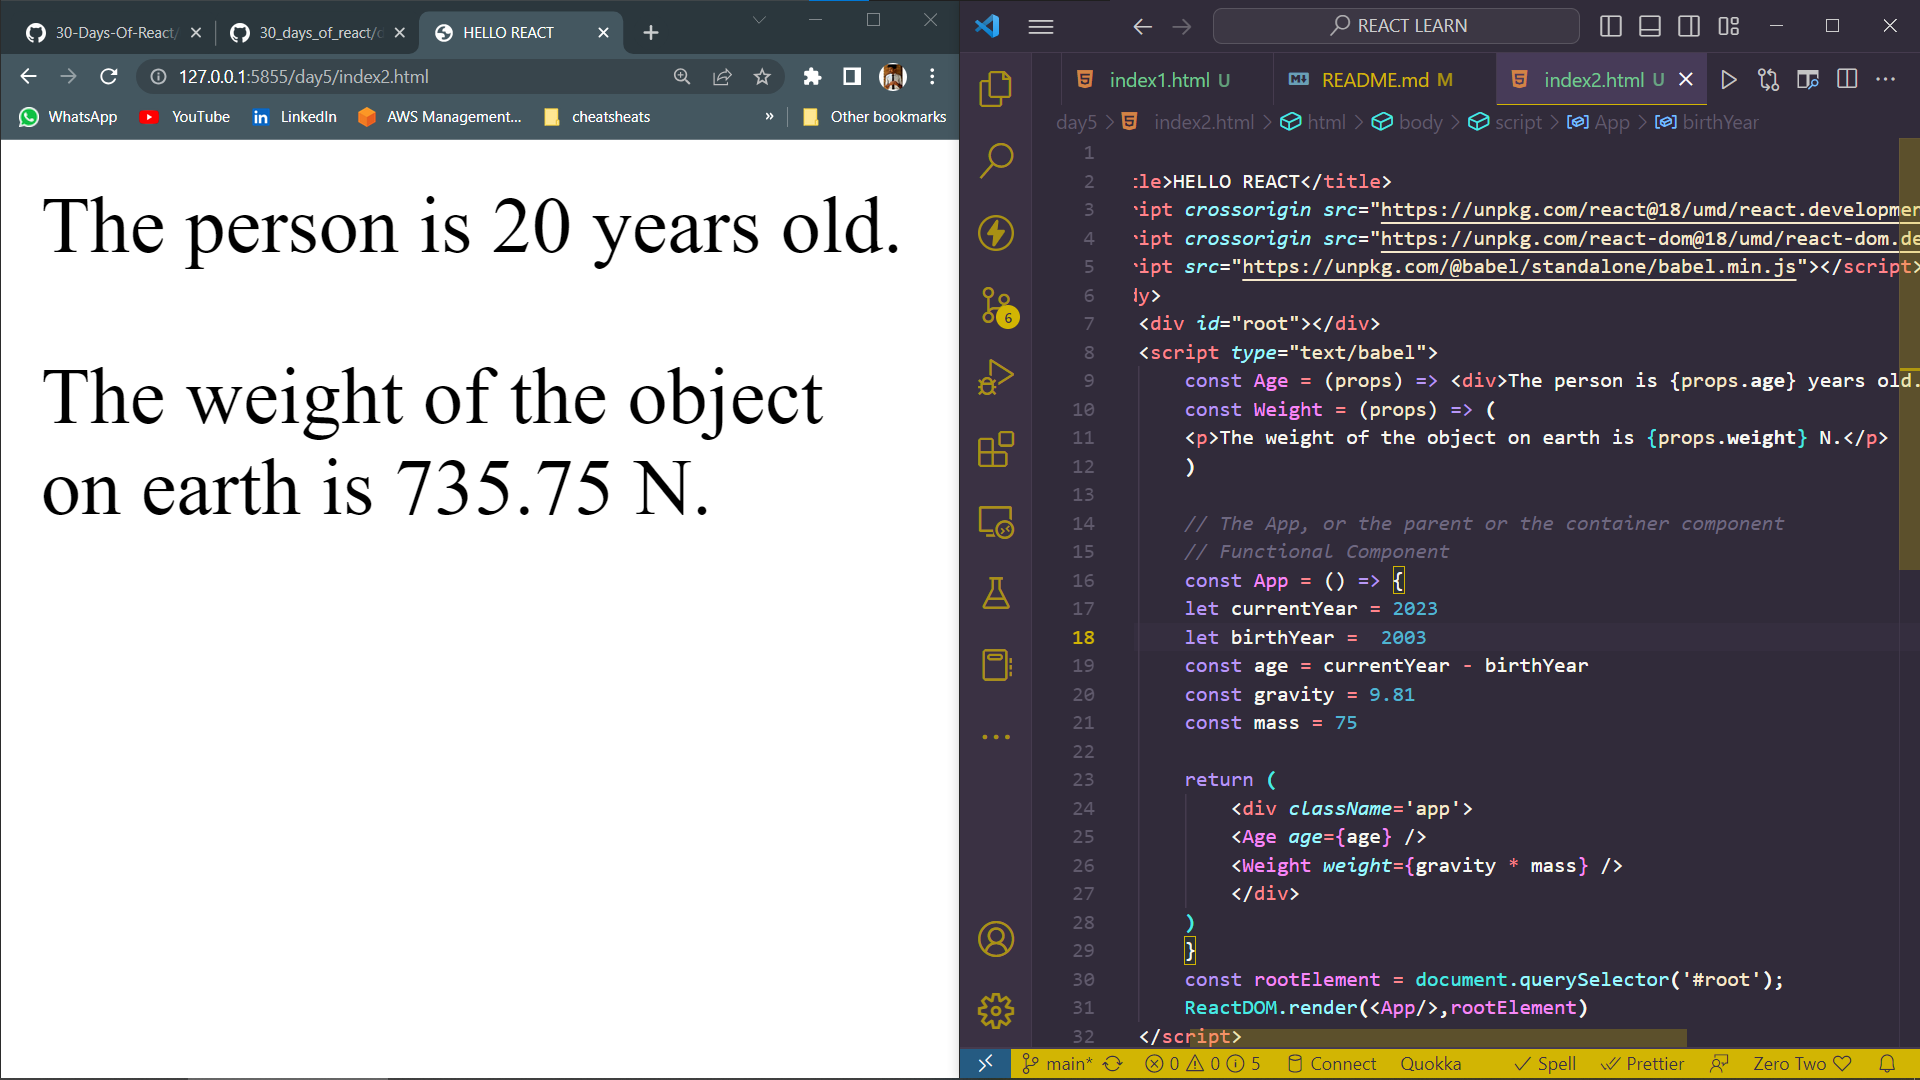 30-Days-Of-React/
30_days_of_react/
HELLO REACT
127.0.0.1:5855/day5/index2.html
WhatsApp
YouTube
LinkedIn
AWS Management...
cheatsheats
»
Other bookmarks
The person is 20 years old.
The weight of the object
on earth is 735.75 N.
REACT LEARN
index1.html U
README.md M
index2.html U
day5 > index2.html > html > body > script > App > birthYear
6
1
2 tle>HELLO REACT</title>
3 ript crossorigin src="https://unpkg.com/react@18/umd/react.developmen
4 ript crossorigin src="https://unpkg.com/react-dom@18/umd/react-dom.de
5 ript src="https://unpkg.com/@babel/standalone/babel.min.js"></script>
6 dy>
7 <div id="root"></div>
8 <script type="text/babel">
9 const Age = (props) => <div>The person is {props.age} years old.
10 const Weight = (props) => (
11 <p>The weight of the object on earth is {props.weight} N.</p>
12 )
13
14 // The App, or the parent or the container component
15 // Functional Component
16 const App = () => {
17 let currentYear = 2023
18 let birthYear =  2003
19 const age = currentYear - birthYear
20 const gravity = 9.81
21 const mass = 75
22
23 return (
24 <div className='app'>
25 <Age age={age} />
26 <Weight weight={gravity * mass} />
27 </div>
28 )
29 }
30 const rootElement = document.querySelector('#root');
31 ReactDOM.render(<App/>,rootElement)
32 </script>
main* 0 0 5 Connect Quokka Spell Prettier Zero Two